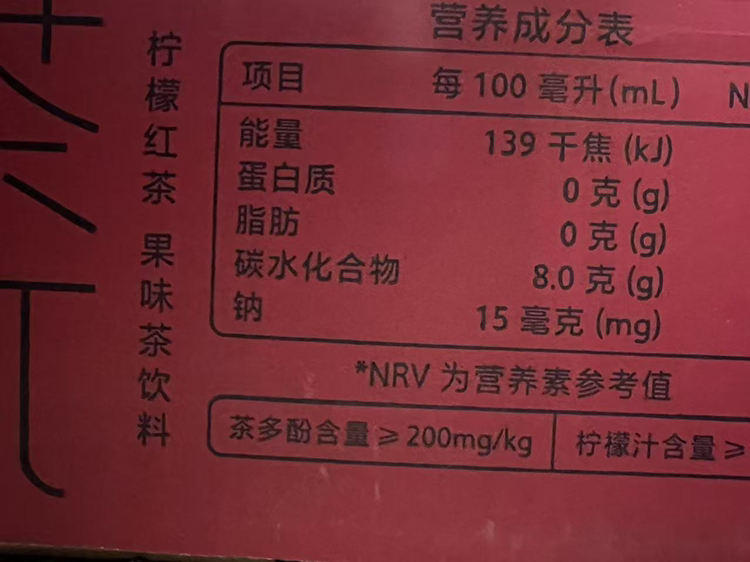 营养成分表
项目 每100毫升(mL) N
能量 139 千焦 (kJ)
蛋白质 0 克 (g)
脂肪 0 克 (g)
碳水化合物 8.0 克 (g)
钠 15 毫克 (mg)
*NRV 为营养素参考值
茶多酚含量≥200mg/kg 柠檬汁含量≥
柠檬红茶 果味茶饮料